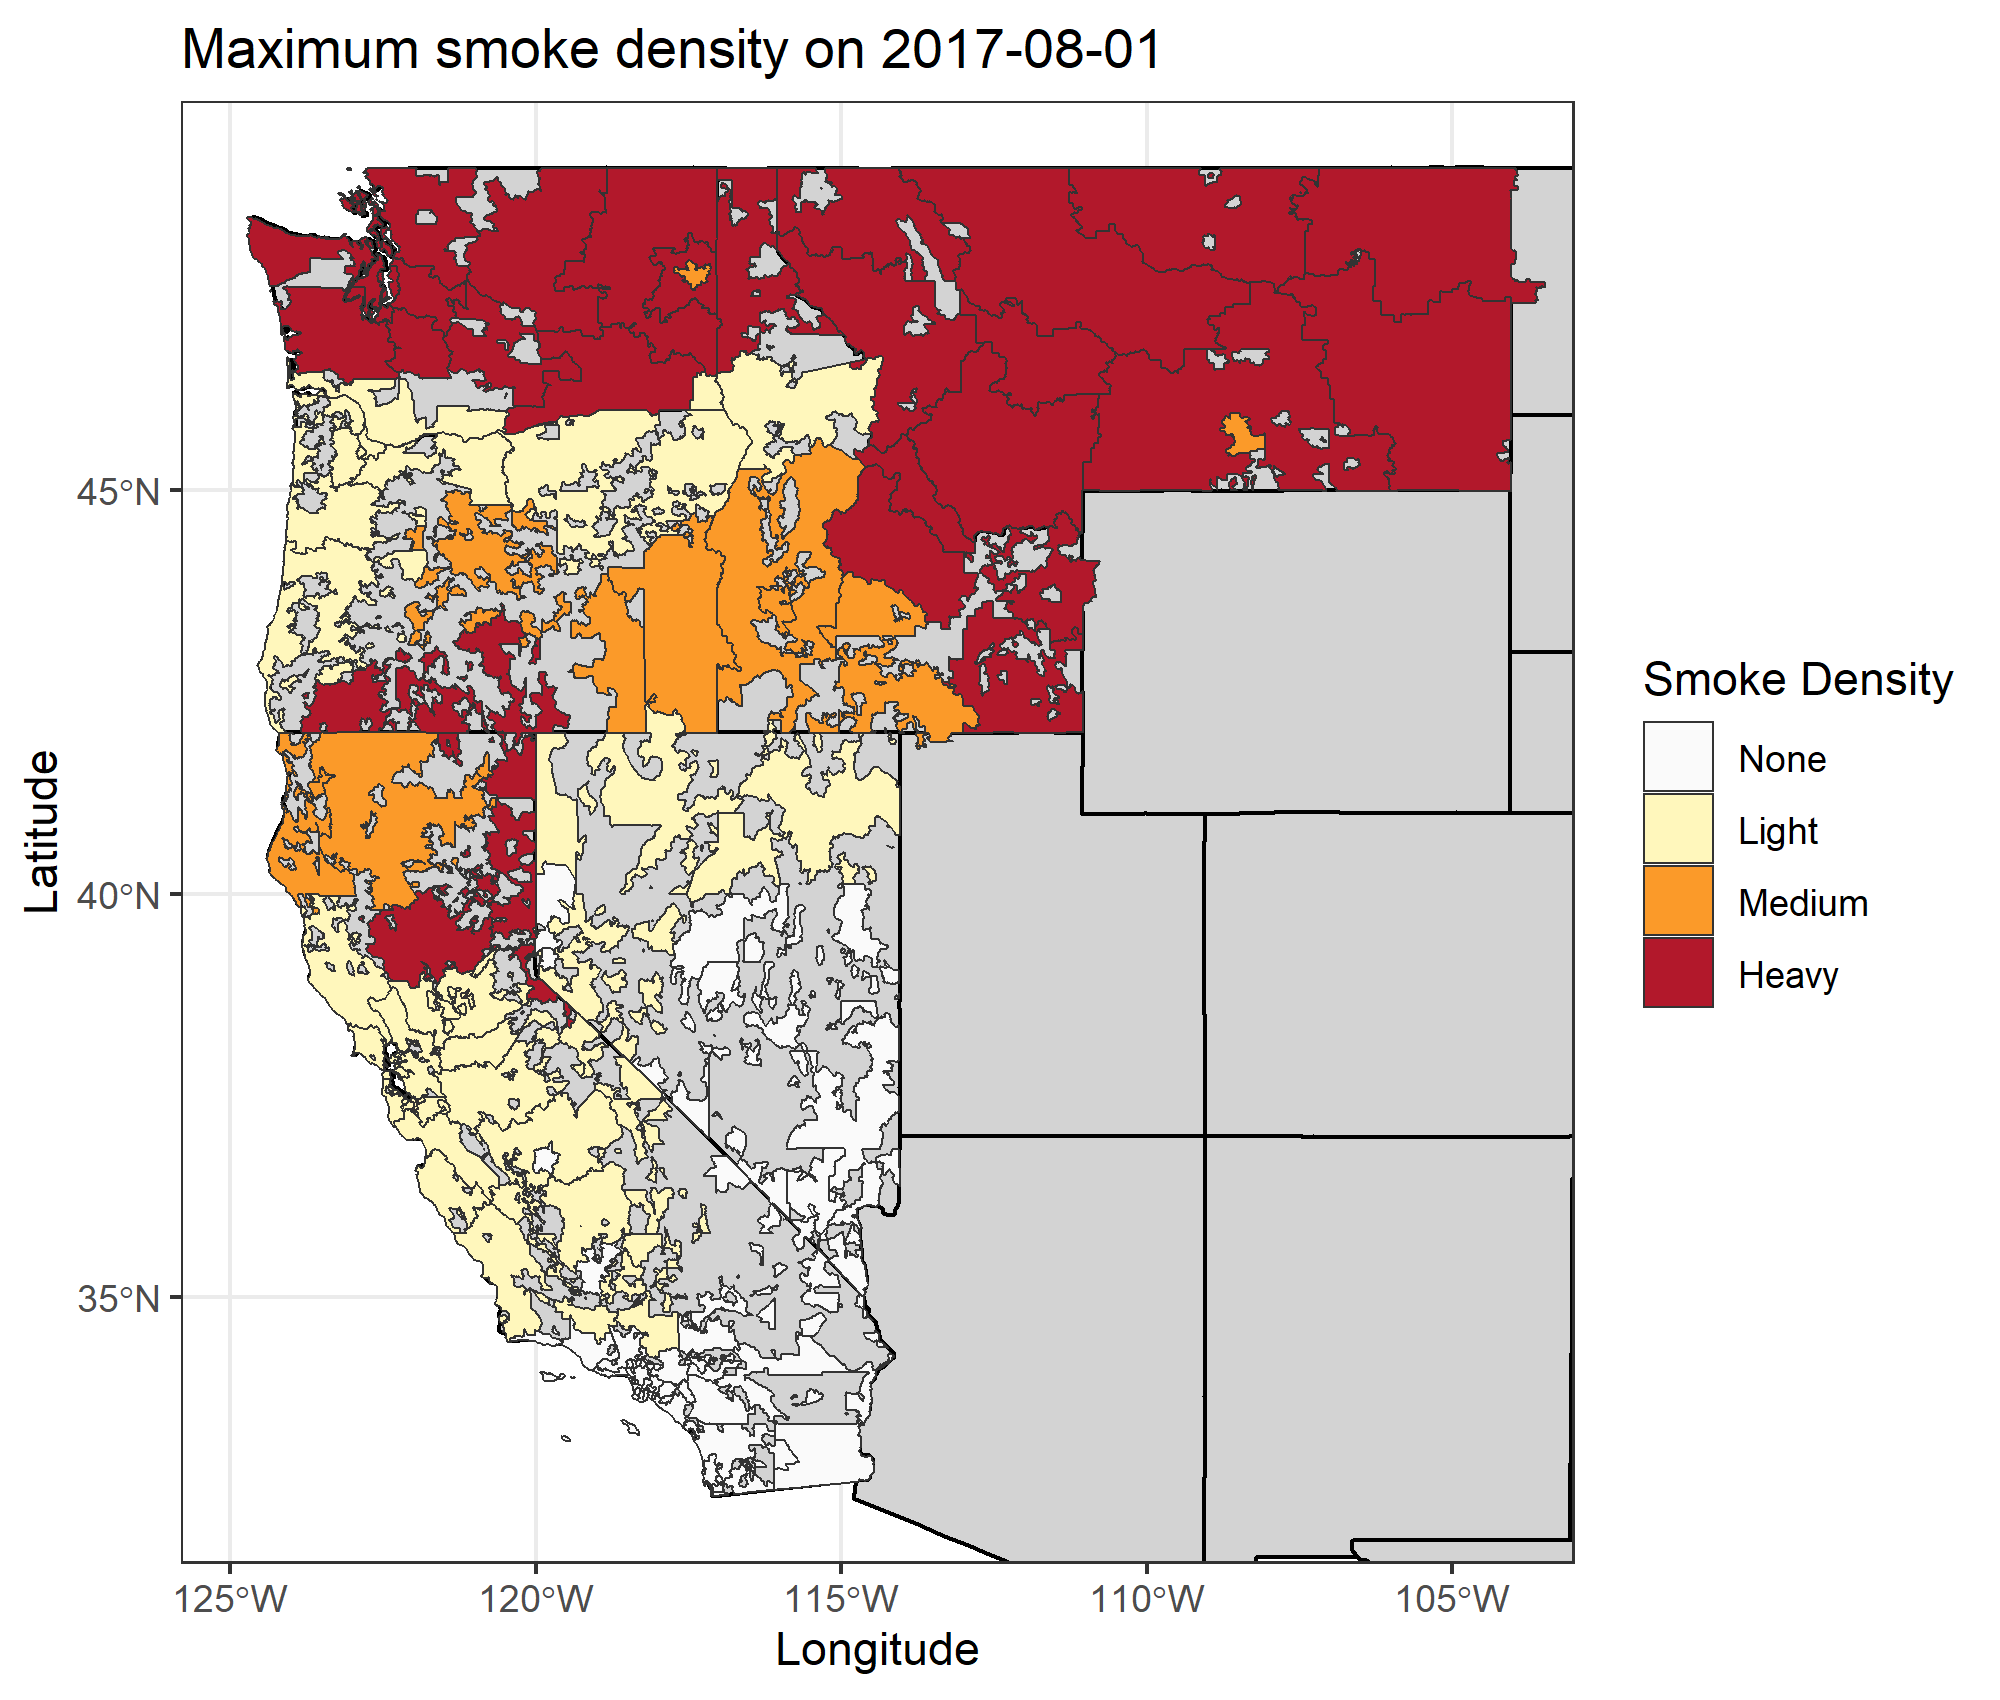 Maximum smoke density on 2017-08-01
45°N
40°N
35°N
Latitude
125°W
120°W
115°W
110°W
105°W
Longitude
Smoke Density
None
Light
Medium
Heavy